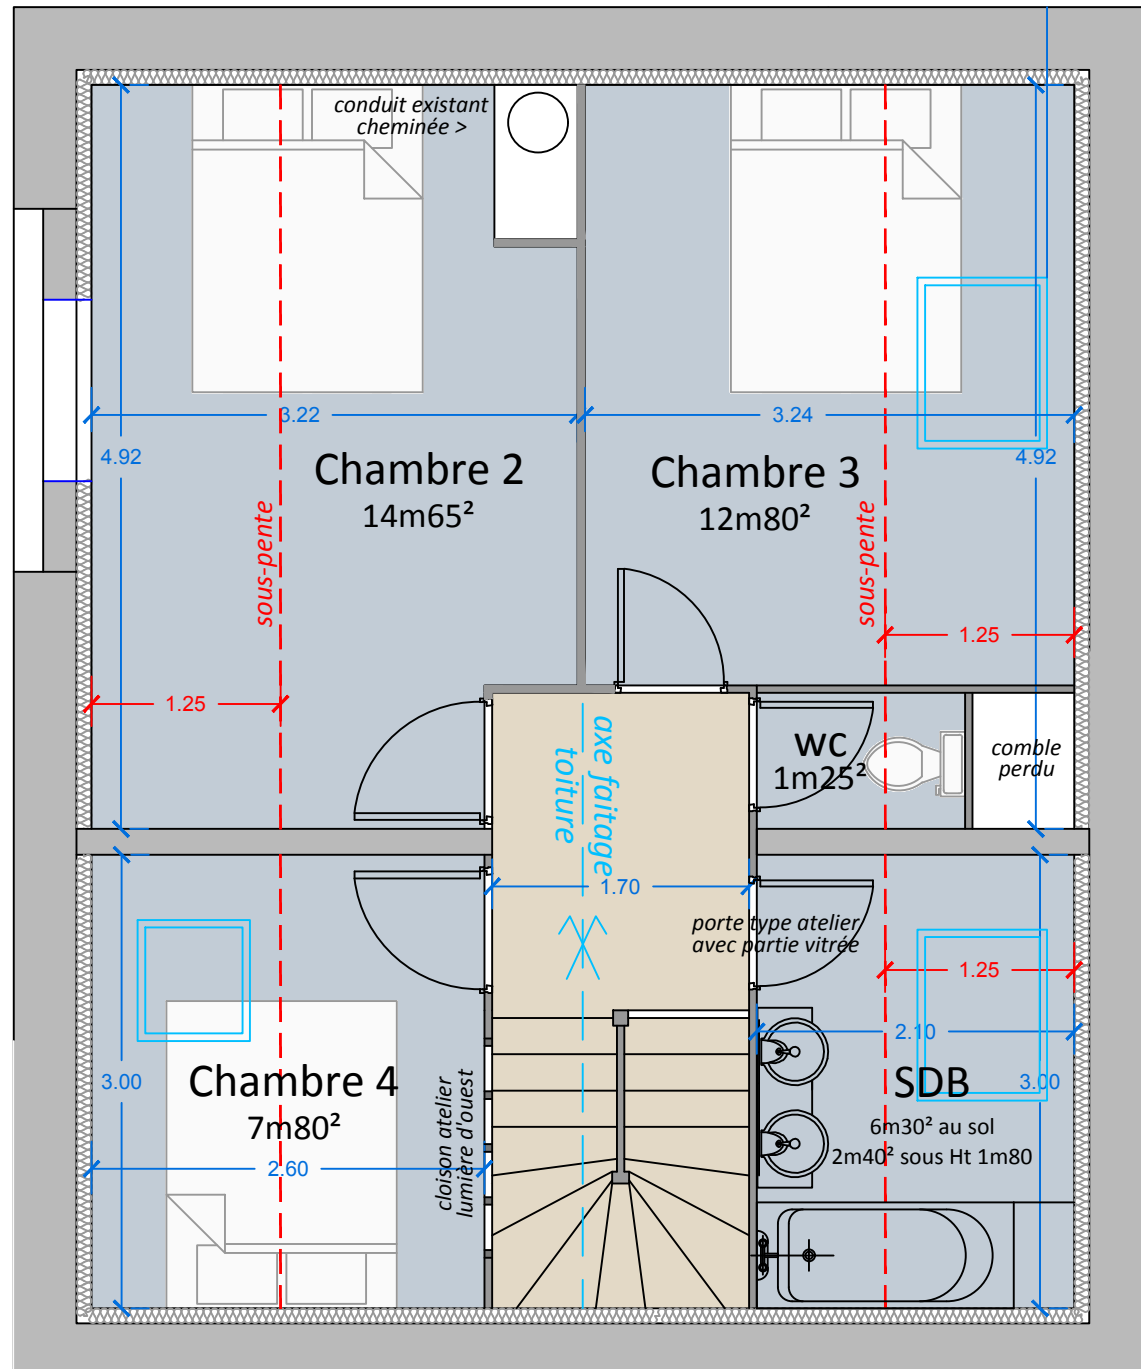 conduit existant
cheminée >
3.22
3.24
4.92
4.92
Chambre 2
14m65²
Chambre 3
12m80²
sous-pente
sous-pente
1.25
1.25
axe faitage
toiture
WC
1m25²
comble
perdu
1.70
porte type atelier
avec partie vitrée
1.25
2.10
3.00
3.00
Chambre 4
7m80²
2.60
cloison atelier
lumière d'ouest
SDB
6m30² au sol
2m40² sous Ht 1m80